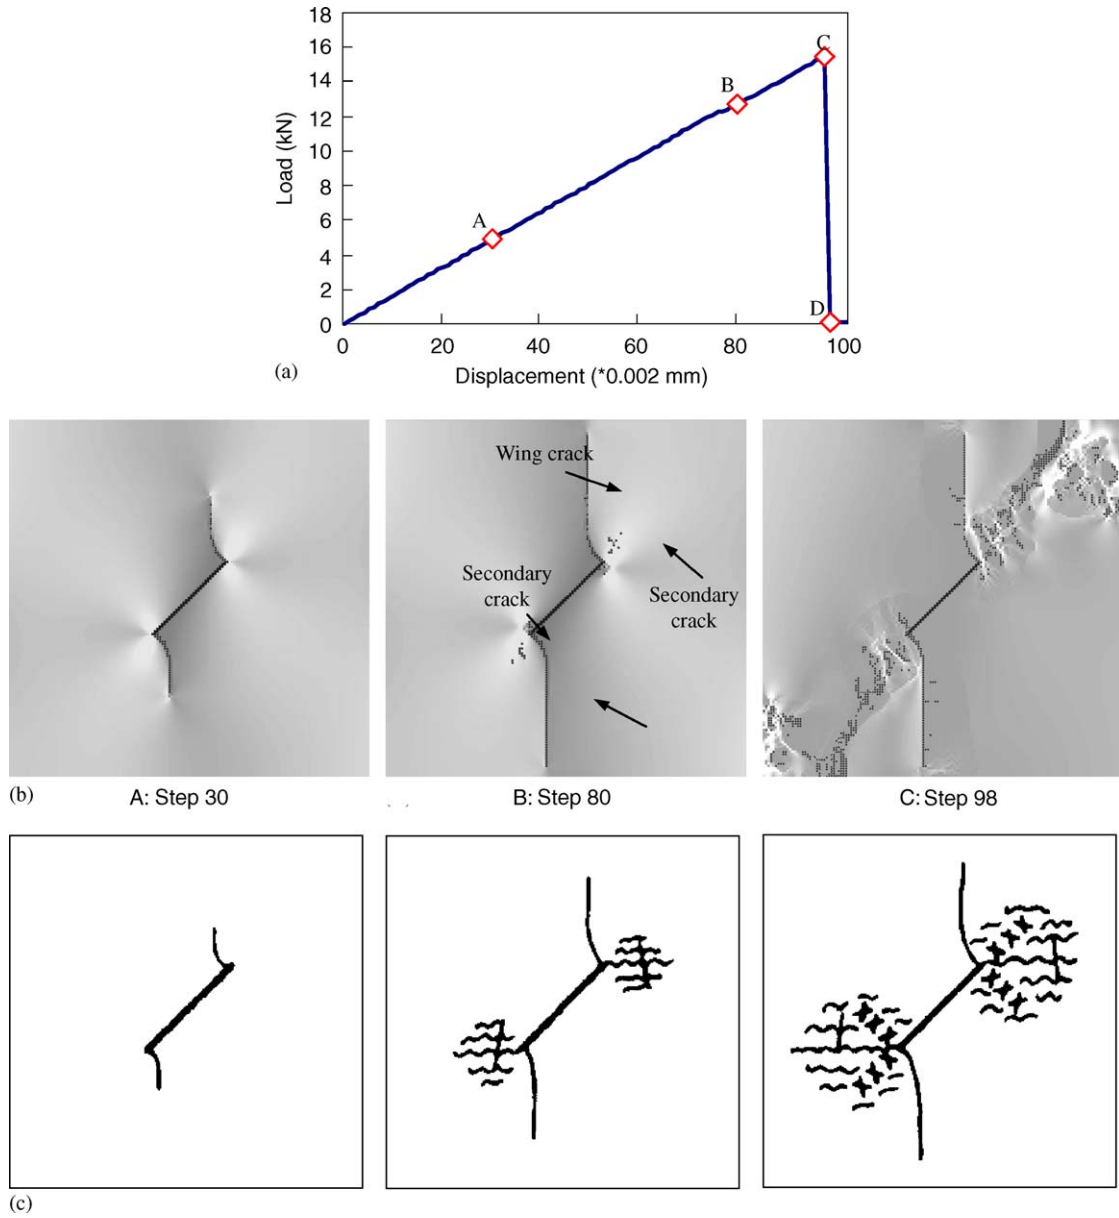 18
16
14
12
10
8
6
4
2
0
Load (kN)
A
B
C
D
0 20 40 60 80 100
Displacement (*0.002 mm)
(a)
Wing crack
Secondary
crack
Secondary
crack
(b)
A: Step 30
B: Step 80
C: Step 98
(c)